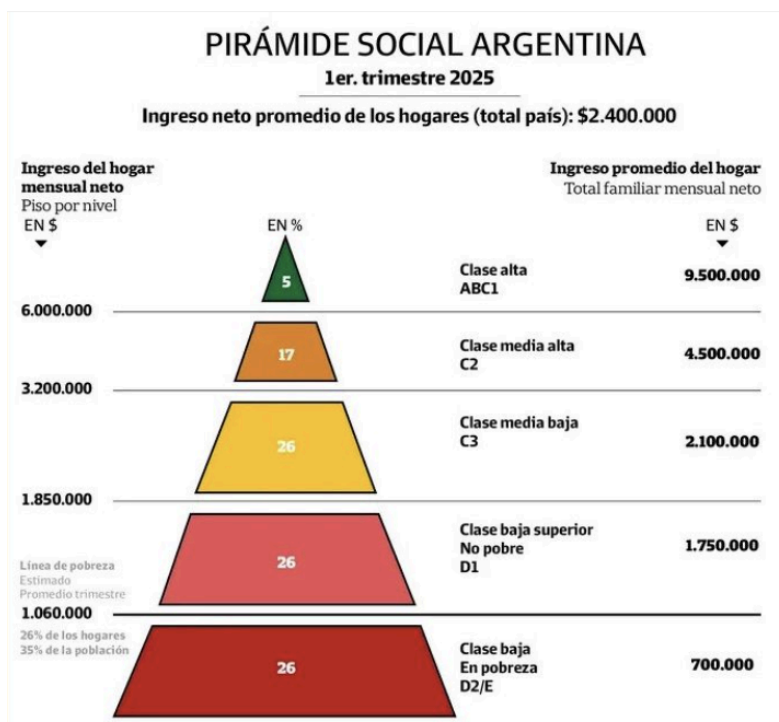 PIRÁMIDE SOCIAL ARGENTINA
1er. trimestre 2025
Ingreso neto promedio de los hogares (total país): $2.400.000
Ingreso del hogar
mensual neto
Piso por nivel
EN $
EN %
Ingreso promedio del hogar
Total familiar mensual neto
EN $
5
Clase alta
ABC1
9.500.000
6.000.000
17
Clase media alta
C2
4.500.000
3.200.000
26
Clase media baja
C3
2.100.000
1.850.000
26
Clase baja superior
No pobre
D1
1.750.000
Línea de pobreza
Estimado
Promedio trimestre
1.060.000
26% de los hogares
35% de la población
26
Clase baja
En pobreza
D2/E
700.000